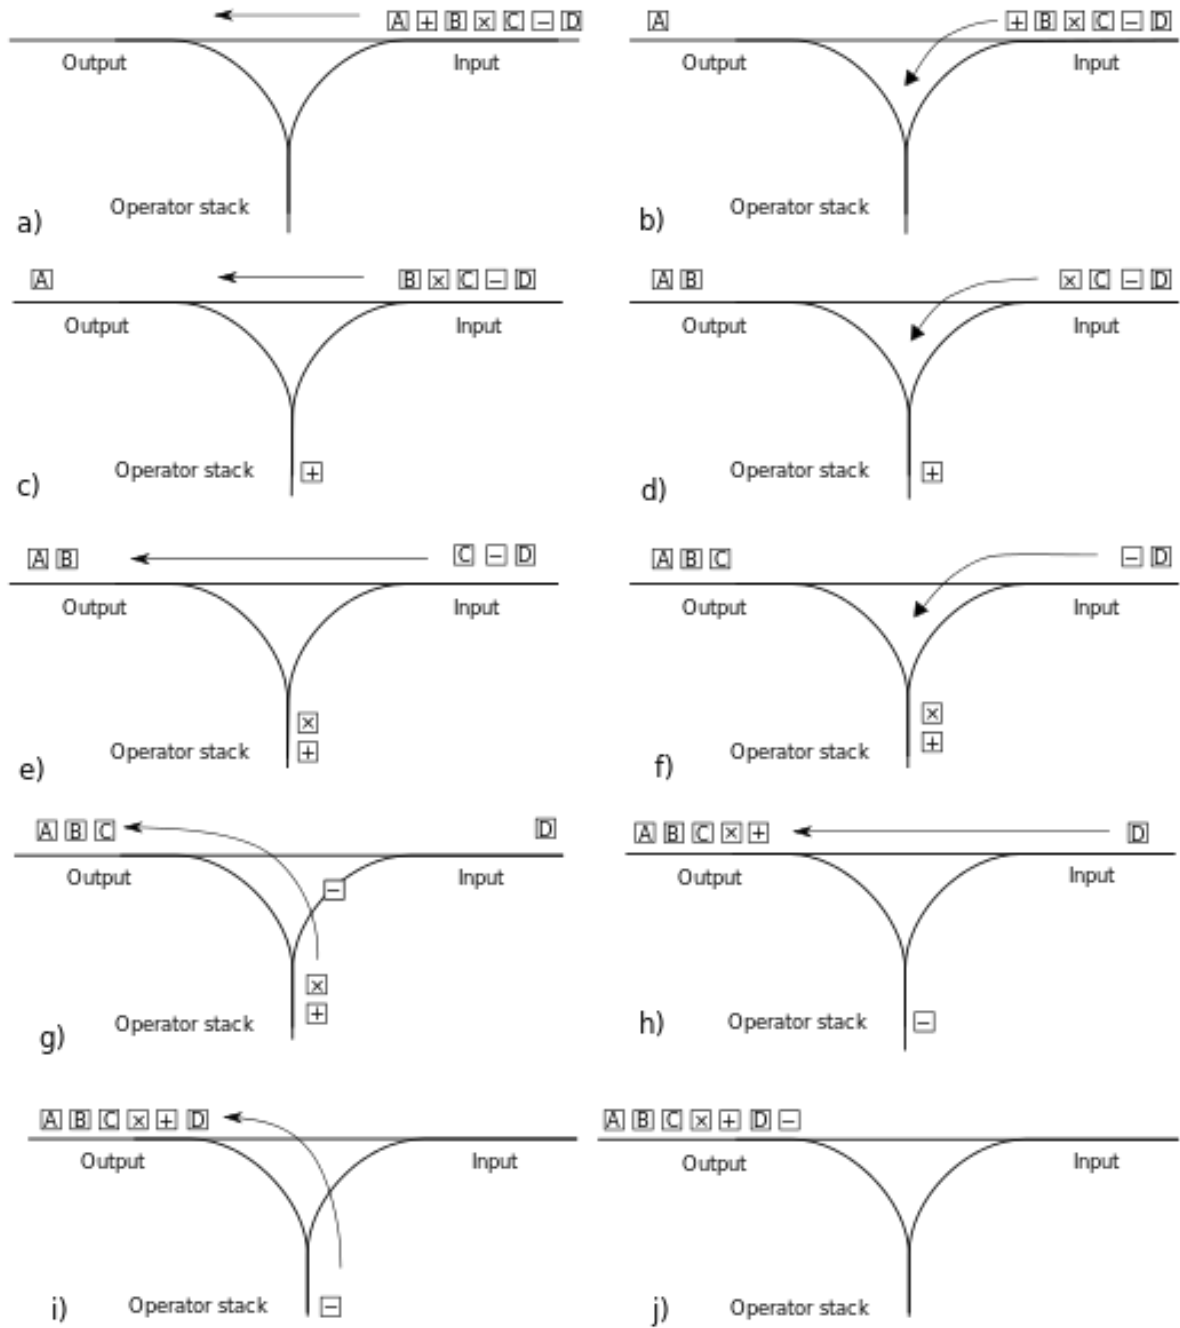 A + B × C − D
Output Input
Operator stack
a)
A + B × C − D
Output Input
Operator stack
b)
A B × C − D
Output Input
Operator stack +
c)
A B × C − D
Output Input
Operator stack +
d)
A B C − D
Output Input
×
Operator stack +
e)
A B C − D
Output Input
×
Operator stack +
f)
A B C D
Output Input
−
×
+
Operator stack
g)
A B C × + D
Output Input
Operator stack −
h)
A B C × + D
Output Input
Operator stack −
i)
A B C × + D −
Output Input
Operator stack
j)